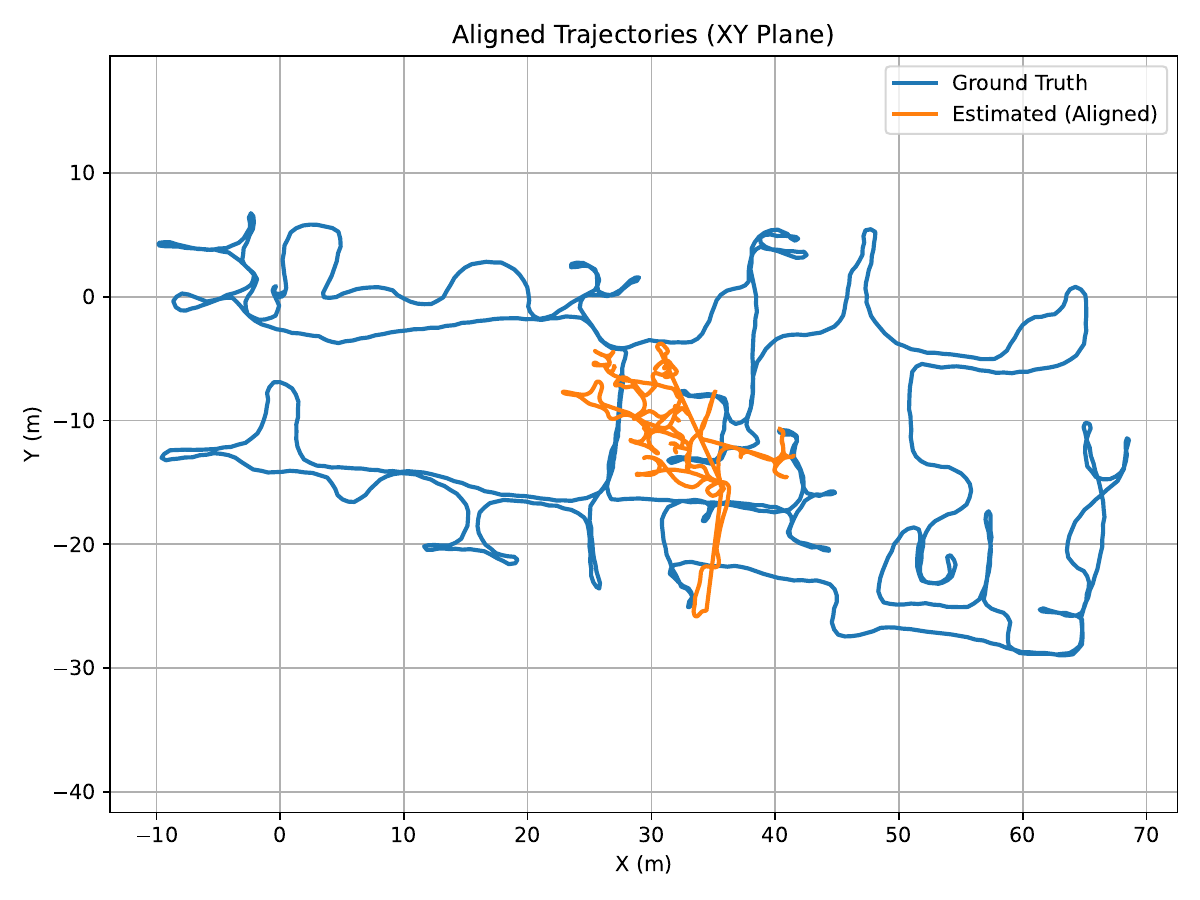 Aligned Trajectories (XY Plane)
Ground Truth
Estimated (Aligned)
10
0
−10
−20
−30
−40
Y (m)
−10 0 10 20 30 40 50 60 70
X (m)